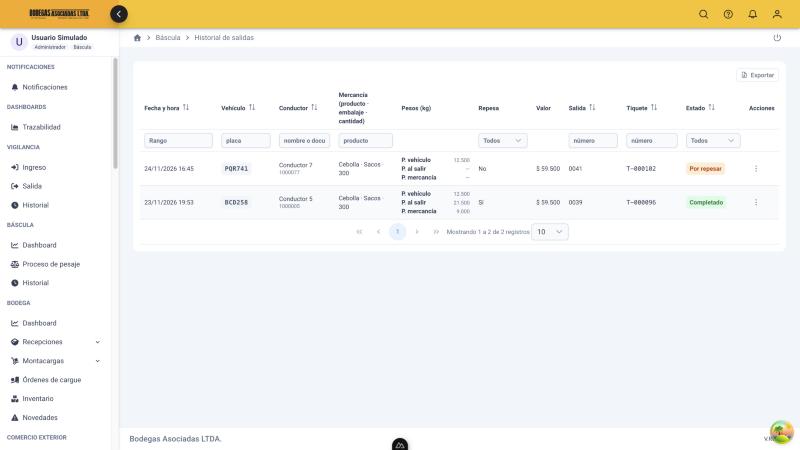 BODEGAS ASOCIADAS LTDA.
U
Usuario Simulado
Administrador Báscula
Báscula Historial de salidas
NOTIFICACIONES
Notificaciones
DASHBOARDS
Trazabilidad
VIGILANCIA
Ingreso
Salida
Historial
BÁSCULA
Dashboard
Proceso de pesaje
Historial
BODEGA
Dashboard
Recepciones
Montacargas
Órdenes de cargue
Inventario
Novedades
COMERCIO EXTERIOR
Exportar
Fecha y hora Vehículo Conductor Mercancía (producto · embalaje · cantidad) Pesos (kg) Repesa Valor Salida Tiquete Estado Acciones
Rango placa nombre o docu producto Todos número número Todos
24/11/2026 16:45 PQR741 Conductor 7 1000077 Cebolla · Sacos · 300 P. vehículo 12.500 P. al salir — P. mercancía — No $ 59.500 0041 T-000102 Por repesar
23/11/2026 19:53 BCD258 Conductor 5 1000005 Cebolla · Sacos · 300 P. vehículo 12.500 P. al salir 21.500 P. mercancía 9.000 Sí $ 59.500 0039 T-000096 Completado
1 Mostrando 1 a 2 de 2 registros 10
Bodegas Asociadas LTDA.